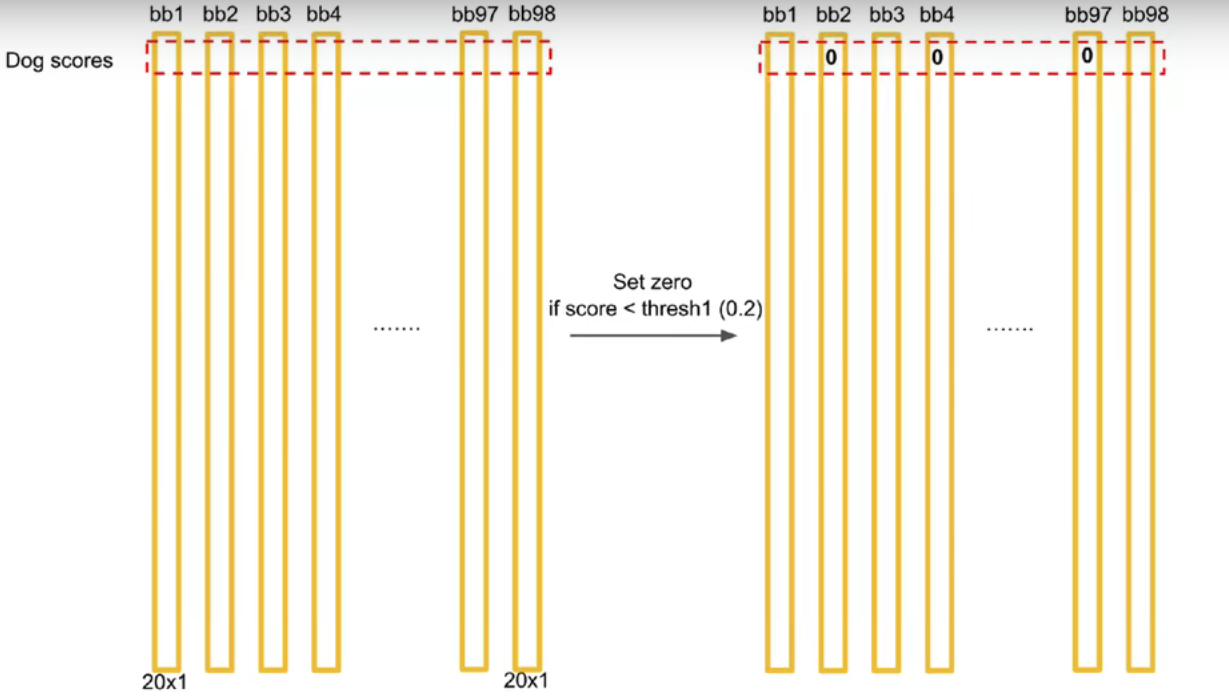 bb1 bb2 bb3 bb4 bb97 bb98 bb1 bb2 bb3 bb4 bb97 bb98
Dog scores 0 0 0
Set zero
if score < thresh1 (0.2)
....... .......
20x1 20x1